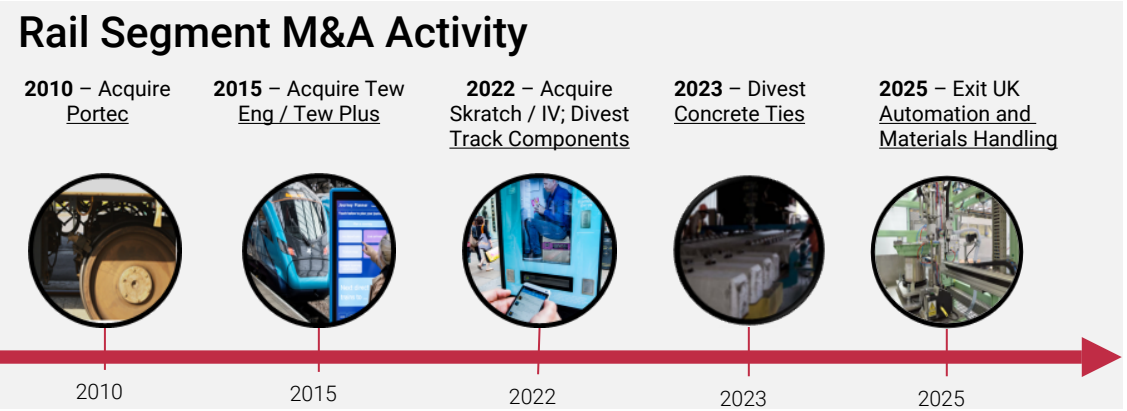 Rail Segment M&A Activity
2010 – Acquire
Portec
2015 – Acquire Tew
Eng / Tew Plus
2022 – Acquire
Skratch / IV; Divest
Track Components
2023 – Divest
Concrete Ties
2025 – Exit UK
Automation and
Materials Handling
2010
2015
2022
2023
2025